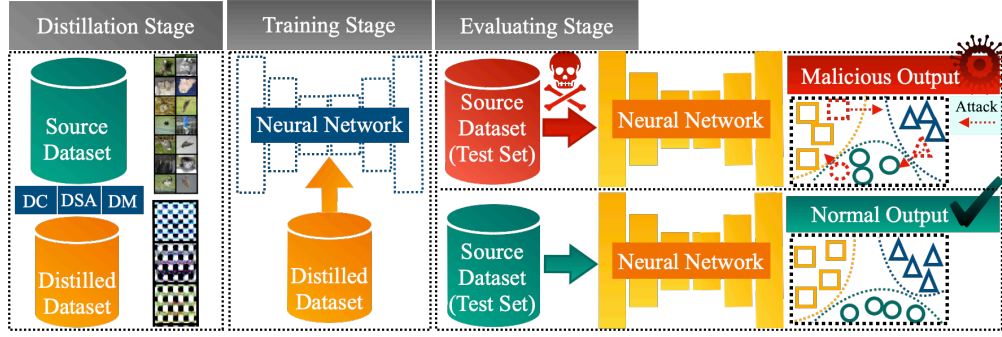 Distillation Stage
Training Stage
Evaluating Stage
Source
Dataset
DC
DSA
DM
Distilled
Dataset
Neural Network
Distilled
Dataset
Source
Dataset
(Test Set)
Neural Network
Malicious Output
Attack
Source
Dataset
(Test Set)
Neural Network
Normal Output